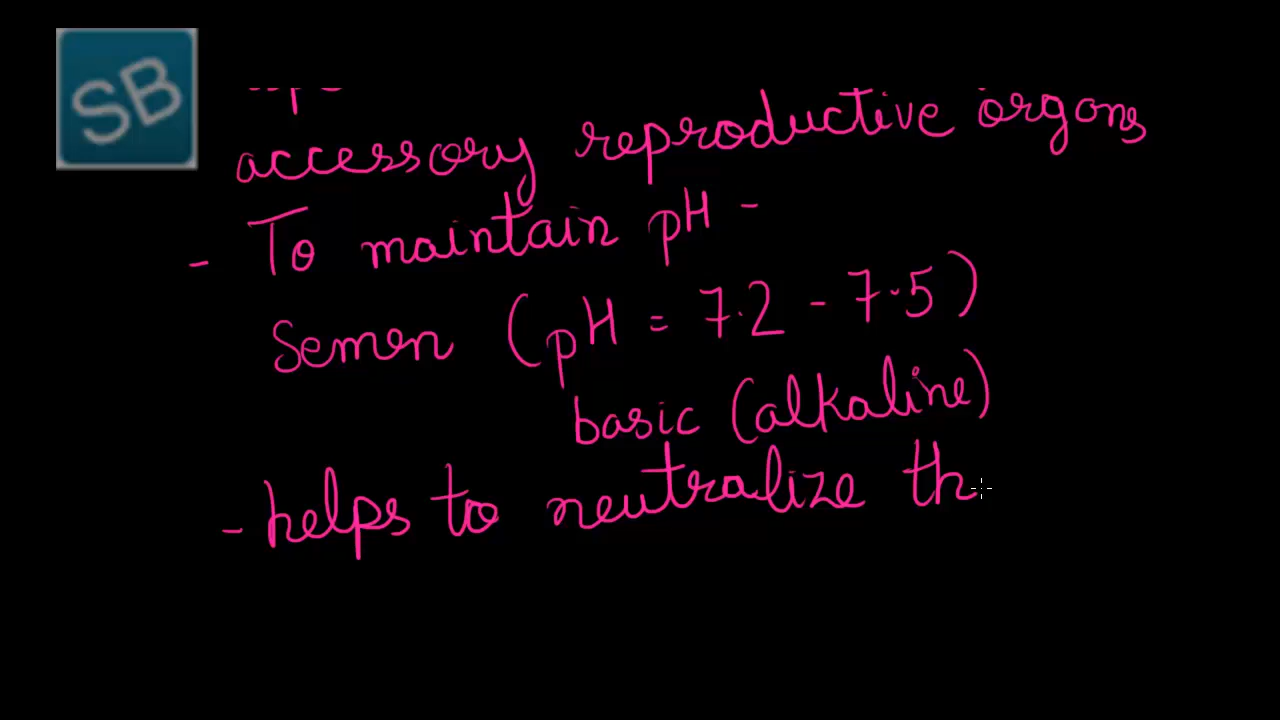 SB
accessory reproductive organs
- To maintain pH -
Semen (pH = 7.2 - 7.5)
basic (alkaline)
- helps to neutralize th